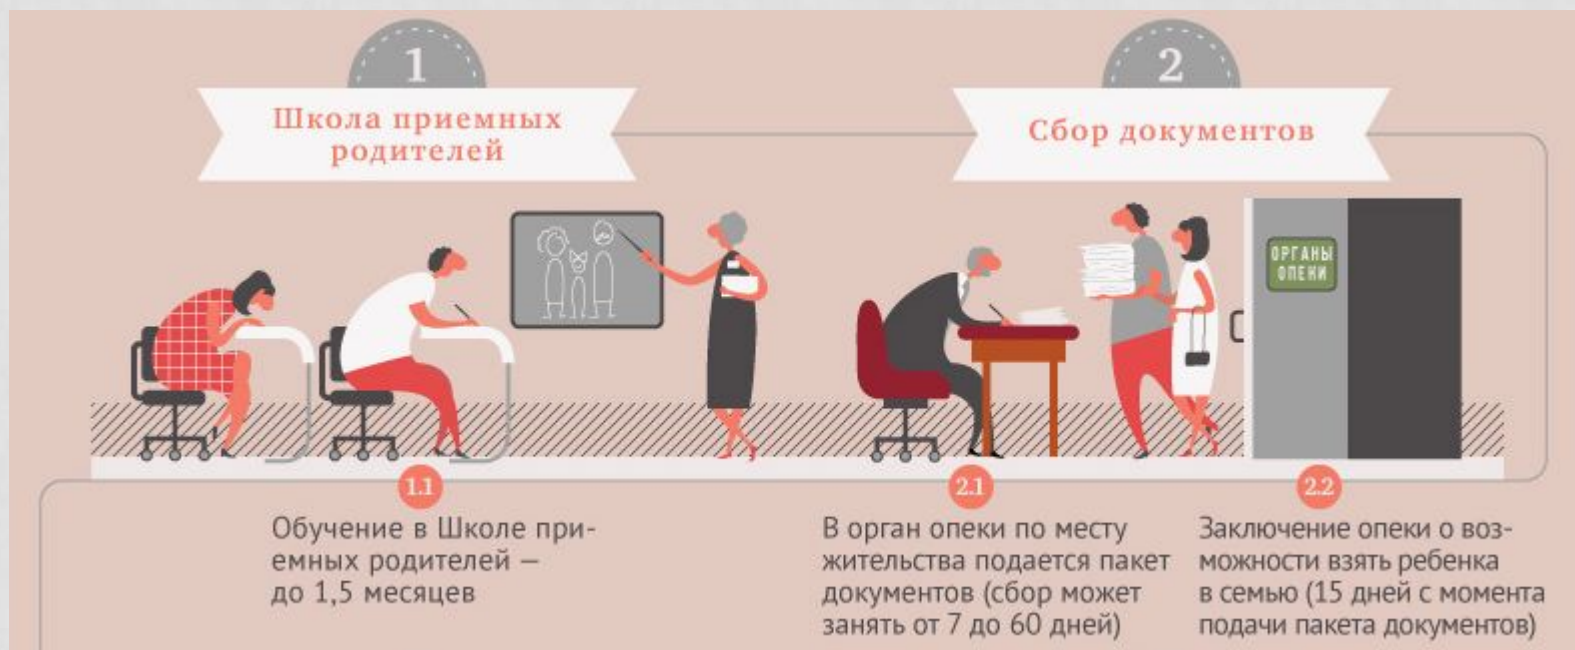 1
Школа приемных
родителей
2
Сбор документов
ОРГАНЫ
ОПЕКИ
1.1
Обучение в Школе при-
емных родителей —
до 1,5 месяцев
2.1
В орган опеки по месту
жительства подается пакет
документов (сбор может
занять от 7 до 60 дней)
2.2
Заключение опеки о воз-
можности взять ребенка
в семью (15 дней с момента
подачи пакета документов)